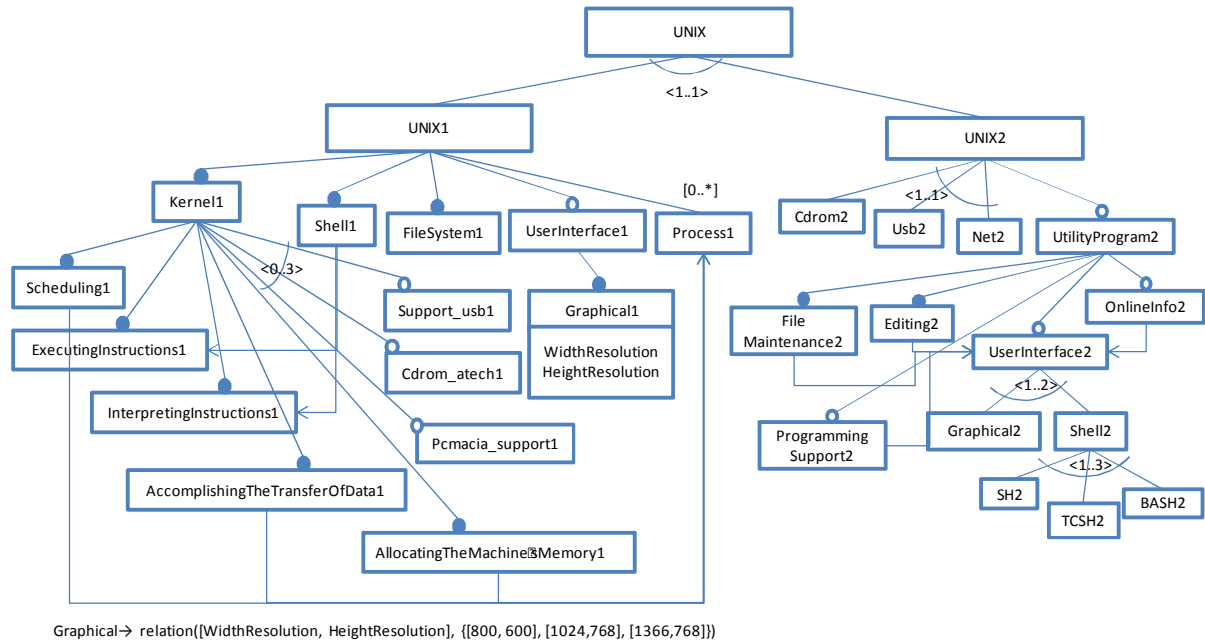 UNIX
<1..1>
UNIX1
UNIX2
[0..*]
Kernel1
Shell1
FileSystem1
UserInterface1
Process1
Cdrom2
<1..1>
Usb2
Net2
UtilityProgram2
<0..3>
Scheduling1
Support_usb1
Graphical1
WidthResolution
HeightResolution
ExecutingInstructions1
Cdrom_atech1
InterpretingInstructions1
Pcmacia_support1
AccomplishingTheTransferOfData1
AllocatingTheMachine⍰sMemory1
File
Maintenance2
Editing2
OnlineInfo2
UserInterface2
<1..2>
Programming
Support2
Graphical2
Shell2
<1..3>
SH2
TCSH2
BASH2
Graphical→ relation([WidthResolution, HeightResolution], {[800, 600], [1024,768], [1366,768]})